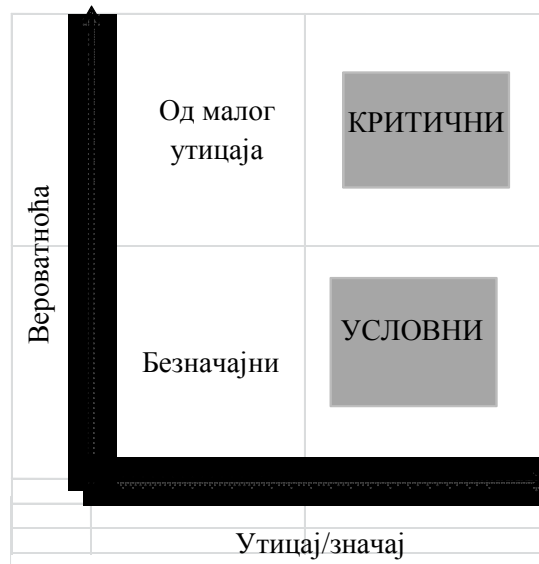 Од малог
утицаја
КРИТИЧНИ
Вероватноћа
Безначајни
УСЛОВНИ
Утицај/значај